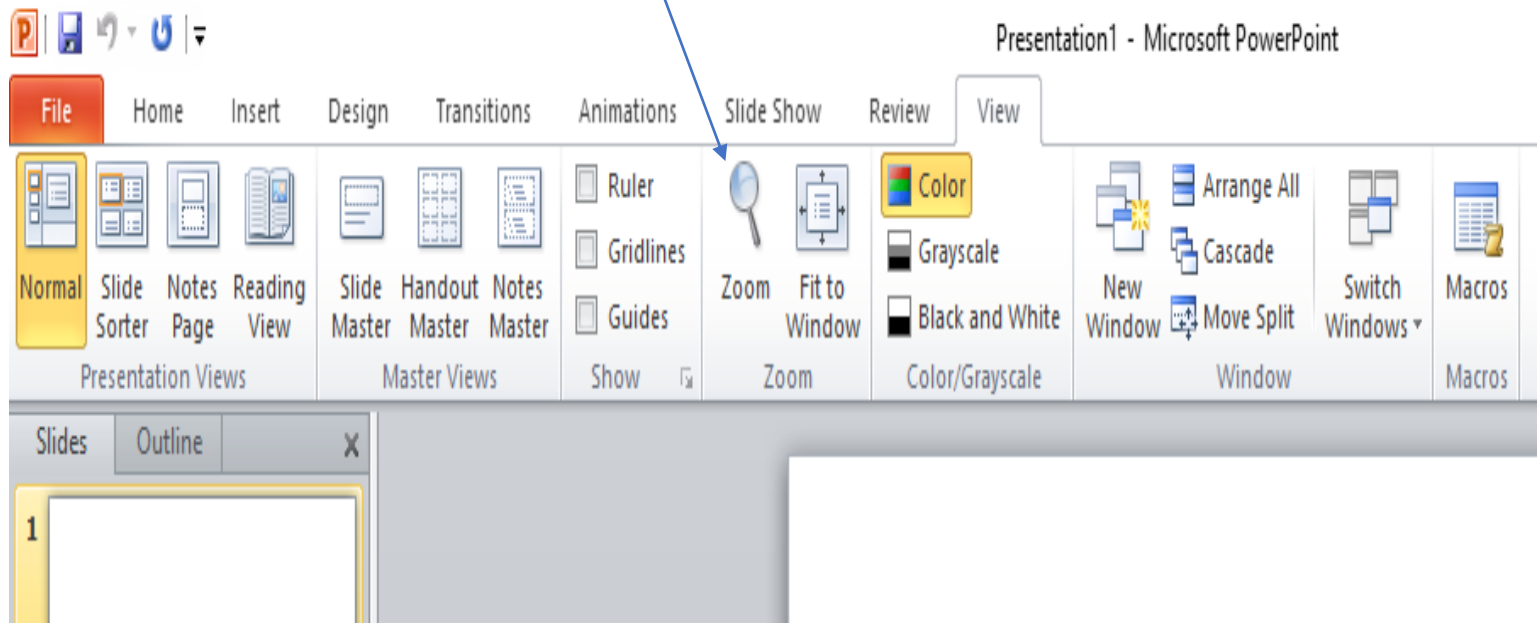 Presentation1 - Microsoft PowerPoint
File Home Insert Design Transitions Animations Slide Show Review View
Normal
Slide Sorter
Notes Page
Reading View
Presentation Views
Slide Master
Handout Master
Notes Master
Master Views
Ruler
Gridlines
Guides
Show
Zoom
Fit to Window
Zoom
Color
Grayscale
Black and White
Color/Grayscale
New Window
Arrange All
Cascade
Move Split
Switch Windows
Window
Macros
Macros
Slides Outline X
1